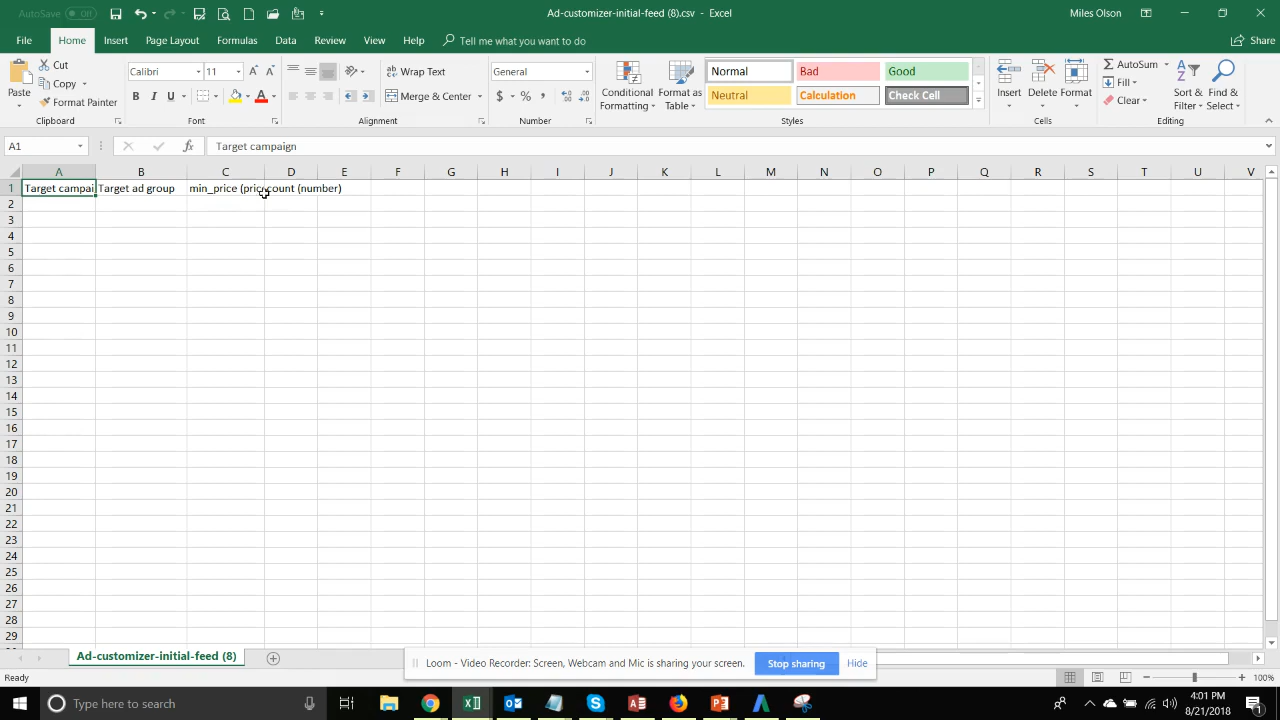 AutoSave Off
Ad-customizer-initial-feed (8).csv - Excel
Miles Olson
File Home Insert Page Layout Formulas Data Review View Help Tell me what you want to do Share
Paste
Cut
Copy
Format Painter
Clipboard
Calibri 11
B I U
Font
Wrap Text
Merge & Center
Alignment
General
$ % ,
Number
Conditional Formatting
Format as Table
Normal Bad Good
Neutral Calculation Check Cell
Styles
Insert Delete Format
Cells
AutoSum
Fill
Clear
Sort & Filter
Find & Select
Editing
A1 fx Target campaign
A B C D E F G H I J K L M N O P Q R S T U V
1 Target campai Target ad group min_price (pric count (number)
2
3
4
5
6
7
8
9
10
11
12
13
14
15
16
17
18
19
20
21
22
23
24
25
26
27
28
29
Ad-customizer-initial-feed (8)
Loom - Video Recorder: Screen, Webcam and Mic is sharing your screen. Stop sharing Hide
Ready 100%
Type here to search
4:01 PM
8/21/2018